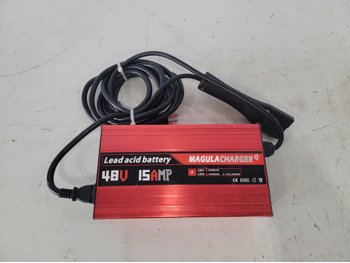 Lead acid battery
MAGULACHARGER
48V 15AMP